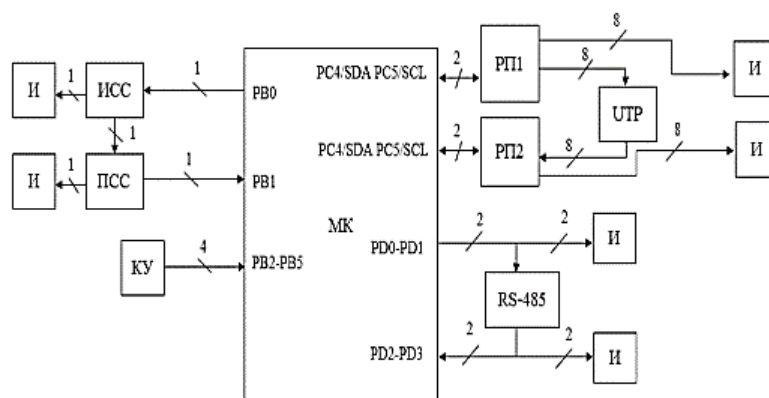 И
1
ИСС
1
PB0
1
И
1
ПСС
1
PB1
КУ
4
PB2-PB5
МК
PC4/SDA PC5/SCL
2
РП1
8
8
И
UTP
PC4/SDA PC5/SCL
2
РП2
8
8
И
PD0-PD1
2
2
И
RS-485
PD2-PD3
2
2
И